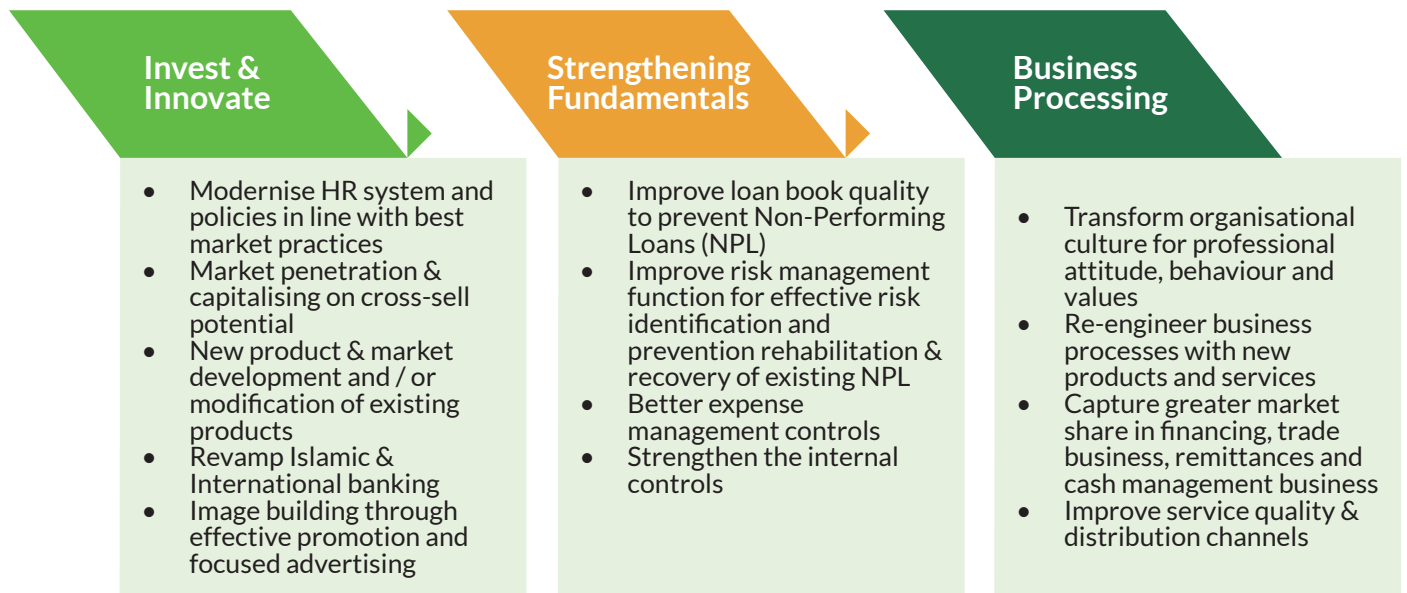 Invest &
Innovate
• Modernise HR system and
policies in line with best
market practices
• Market penetration &
capitalising on cross-sell
potential
• New product & market
development and / or
modification of existing
products
• Revamp Islamic &
International banking
• Image building through
effective promotion and
focused advertising
Strengthening
Fundamentals
• Improve loan book quality
to prevent Non-Performing
Loans (NPL)
• Improve risk management
function for effective risk
identification and
prevention rehabilitation &
recovery of existing NPL
• Better expense
management controls
• Strengthen the internal
controls
Business
Processing
• Transform organisational
culture for professional
attitude, behaviour and
values
• Re-engineer business
processes with new
products and services
• Capture greater market
share in financing, trade
business, remittances and
cash management business
• Improve service quality &
distribution channels